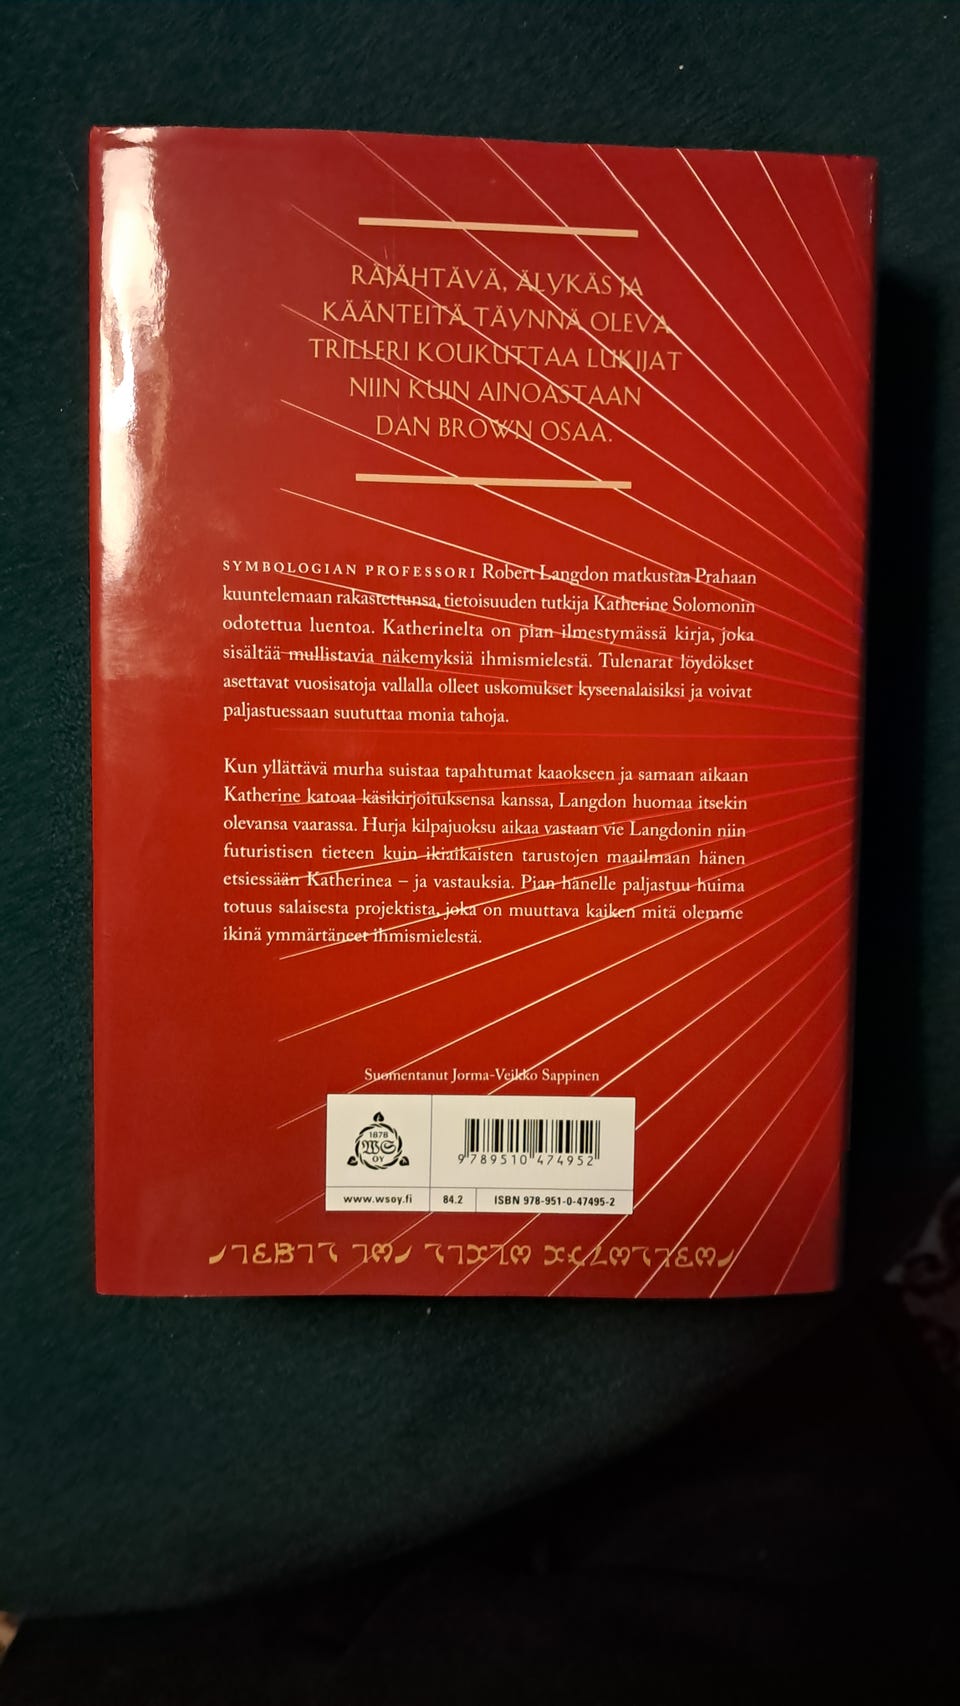 RÄJÄHTÄVÄ, ÄLYKÄS JA
KÄÄNTEITÄ TÄYNNÄ OLEVA
TRILLERI KOUKUTTAA LUKIJAT
NIIN KUIN AINOASTAAN
DAN BROWN OSAA.
SYMBOLOGIAN PROFESSORI Robert Langdon matkustaa Prahaan
kuuntelemaan rakastettunsa, tietoisuuden tutkija Katherine Solomonin
odotettua luentoa. Katherinelta on pian ilmestymässä kirja, joka
sisältää mullistavia näkemyksiä ihmismielestä. Tulenarat löydökset
asettavat vuosisatoja vallalla olleet uskomukset kyseenalaisiksi ja voivat
paljastuessaan suututtaa monia tahoja.
Kun yllättävä murha suistaa tapahtumat kaaokseen ja samaan aikaan
Katherine katoaa käsikirjoituksensa kanssa, Langdon huomaa itsekin
olevansa vaarassa. Hurja kilpajuoksu aikaa vastaan vie Langdonin niin
futuristisen tieteen kuin ikiaikaisten tarustojen maailmaan hänen
etsiessään Katherinea – ja vastauksia. Pian hänelle paljastuu huima
totuus salaisesta projektista, joka on muuttava kaiken mitä olemme
ikinä ymmärtäneet ihmismielestä.
Suomentanut Jorma-Veikko Sappinen
1878
WS
OY
9 789510 474952
www.wsoy.fi 84.2 ISBN 978-951-0-47495-2